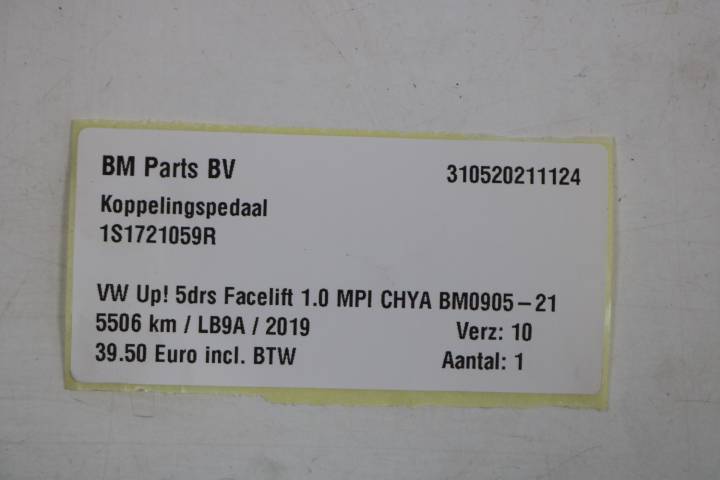 BM Parts BV 310520211124
Koppelingspedaal
1S1721059R
VW Up! 5drs Facelift 1.0 MPI CHYA BM0905-21
5506 km / LB9A / 2019 Verz: 10
39.50 Euro incl. BTW Aantal: 1